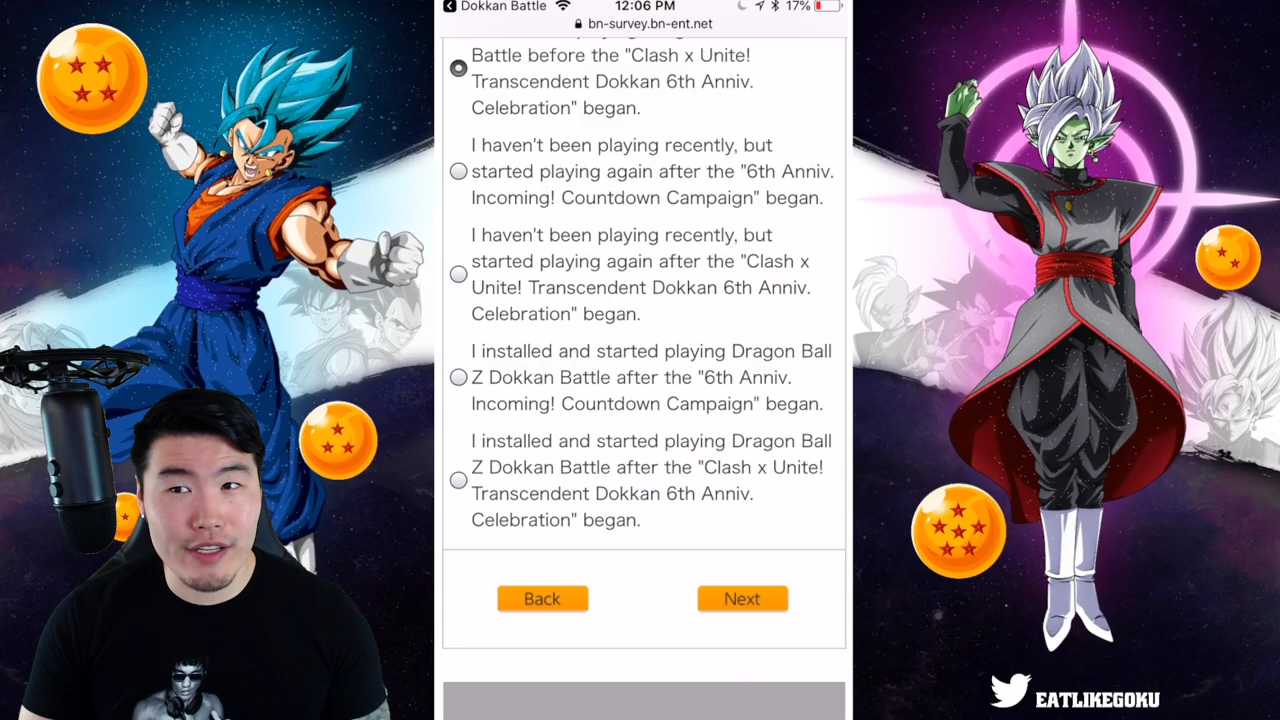 Dokkan Battle
12:06 PM
17%
bn-survey.bn-ent.net
Battle before the "Clash x Unite!
Transcendent Dokkan 6th Anniv.
Celebration" began.
I haven't been playing recently, but
started playing again after the "6th Anniv.
Incoming! Countdown Campaign" began.
I haven't been playing recently, but
started playing again after the "Clash x
Unite! Transcendent Dokkan 6th Anniv.
Celebration" began.
I installed and started playing Dragon Ball
Z Dokkan Battle after the "6th Anniv.
Incoming! Countdown Campaign" began.
I installed and started playing Dragon Ball
Z Dokkan Battle after the "Clash x Unite!
Transcendent Dokkan 6th Anniv.
Celebration" began.
Back
Next
EATLIKEGOKU